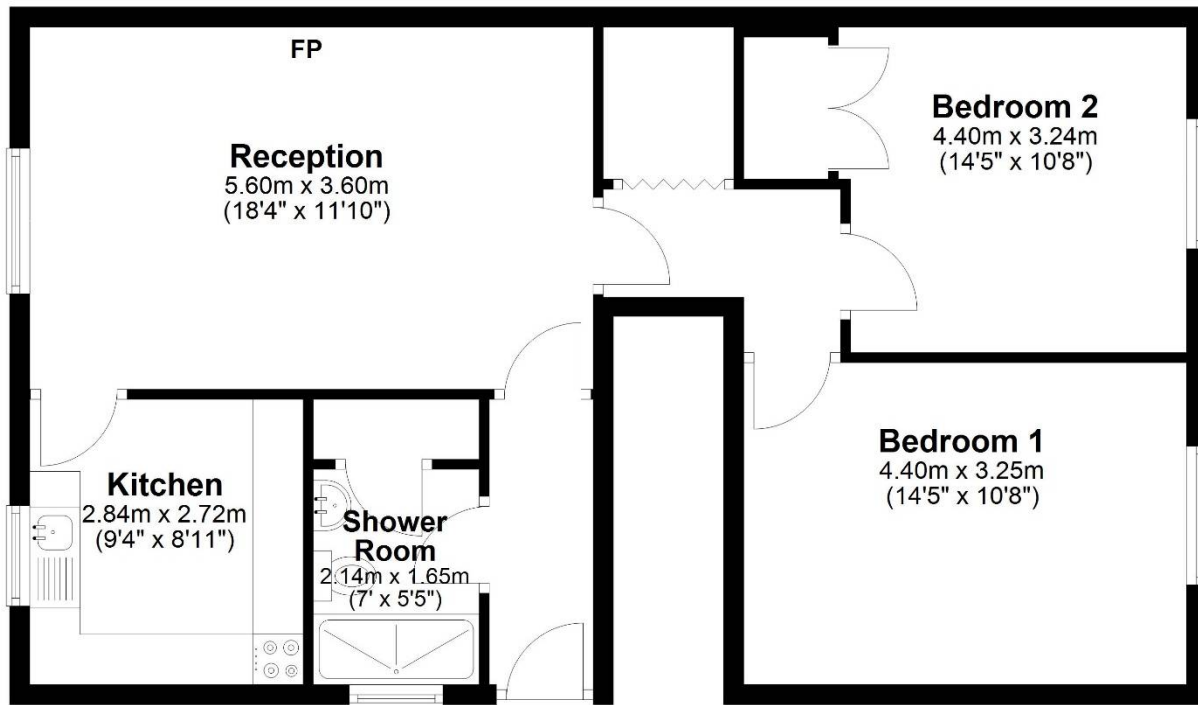 FP
Reception
5.60m x 3.60m
(18'4" x 11'10")
Bedroom 2
4.40m x 3.24m
(14'5" x 10'8")
Kitchen
2.84m x 2.72m
(9'4" x 8'11")
Shower
Room
2.14m x 1.65m
(7' x 5'5")
Bedroom 1
4.40m x 3.25m
(14'5" x 10'8")